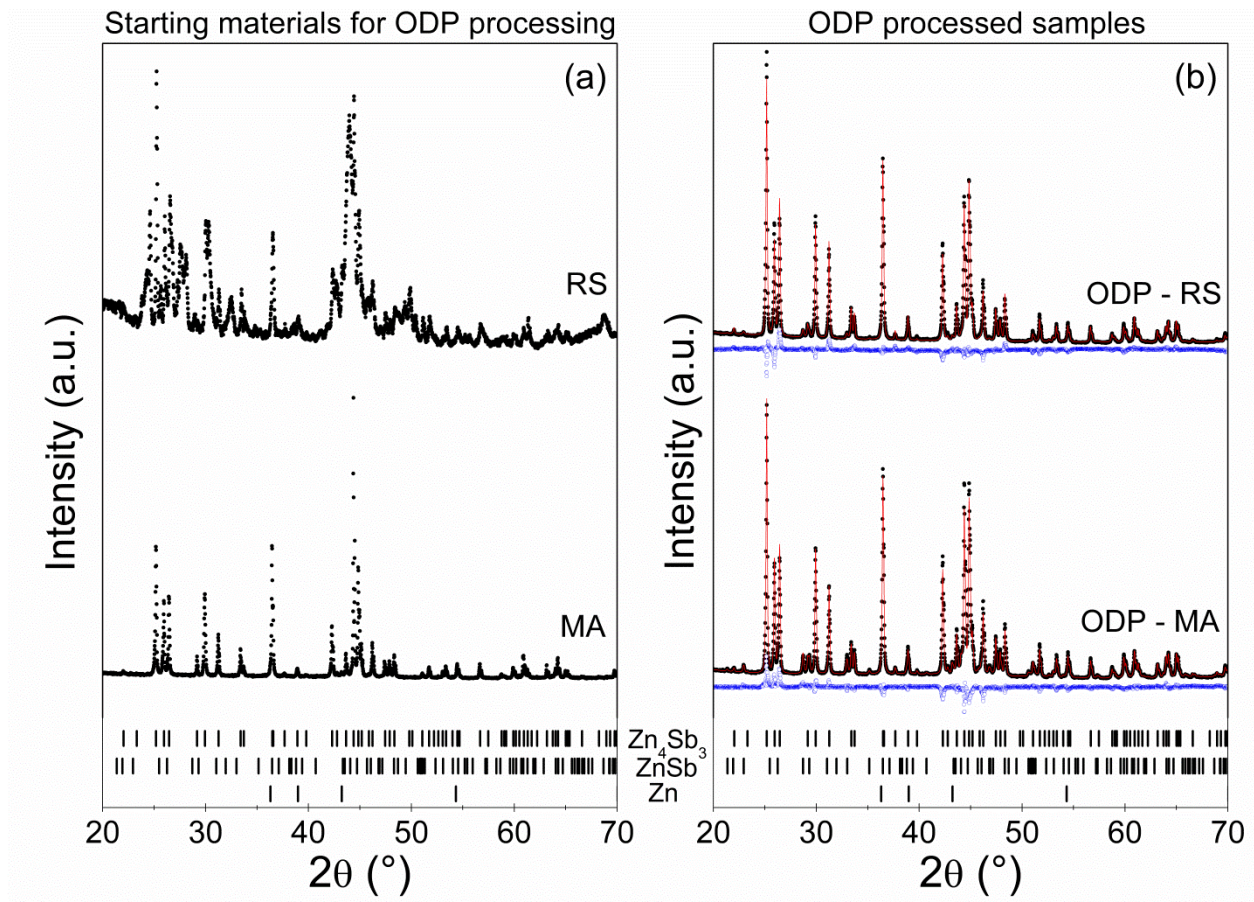 Starting materials for ODP processing
ODP processed samples
(a)
(b)
RS
ODP - RS
MA
ODP - MA
Intensity (a.u.)
Intensity (a.u.)
Zn4Sb3
ZnSb
Zn
20 30 40 50 60 70
20 30 40 50 60 70
2θ (°)
2θ (°)